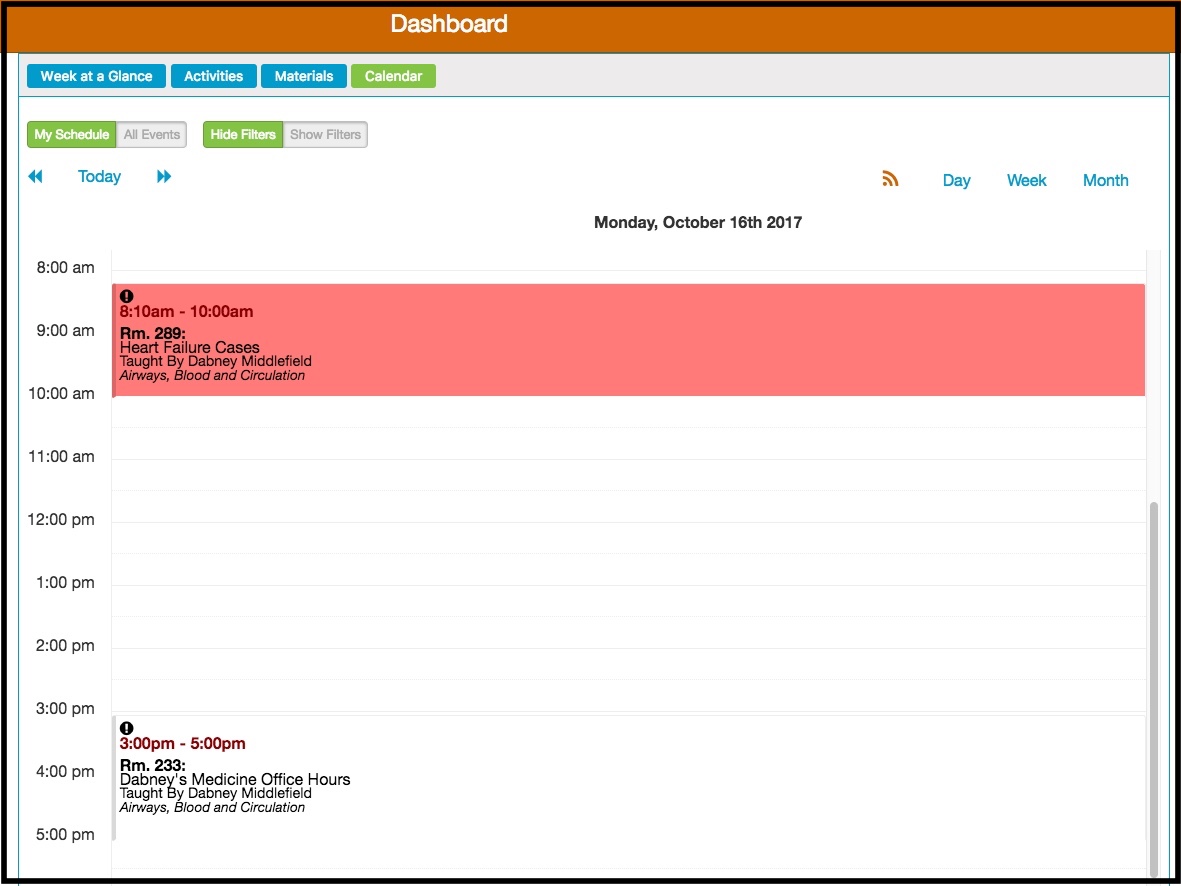 Dashboard
Week at a Glance Activities Materials Calendar
My Schedule All Events Hide Filters Show Filters
Today Day Week Month
Monday, October 16th 2017
8:00 am
8:10am - 10:00am
9:00 am
Rm. 289:
Heart Failure Cases
Taught By Dabney Middlefield
Airways, Blood and Circulation
10:00 am
11:00 am
12:00 pm
1:00 pm
2:00 pm
3:00 pm
3:00pm - 5:00pm
Rm. 233:
4:00 pm
Dabney's Medicine Office Hours
Taught By Dabney Middlefield
Airways, Blood and Circulation
5:00 pm